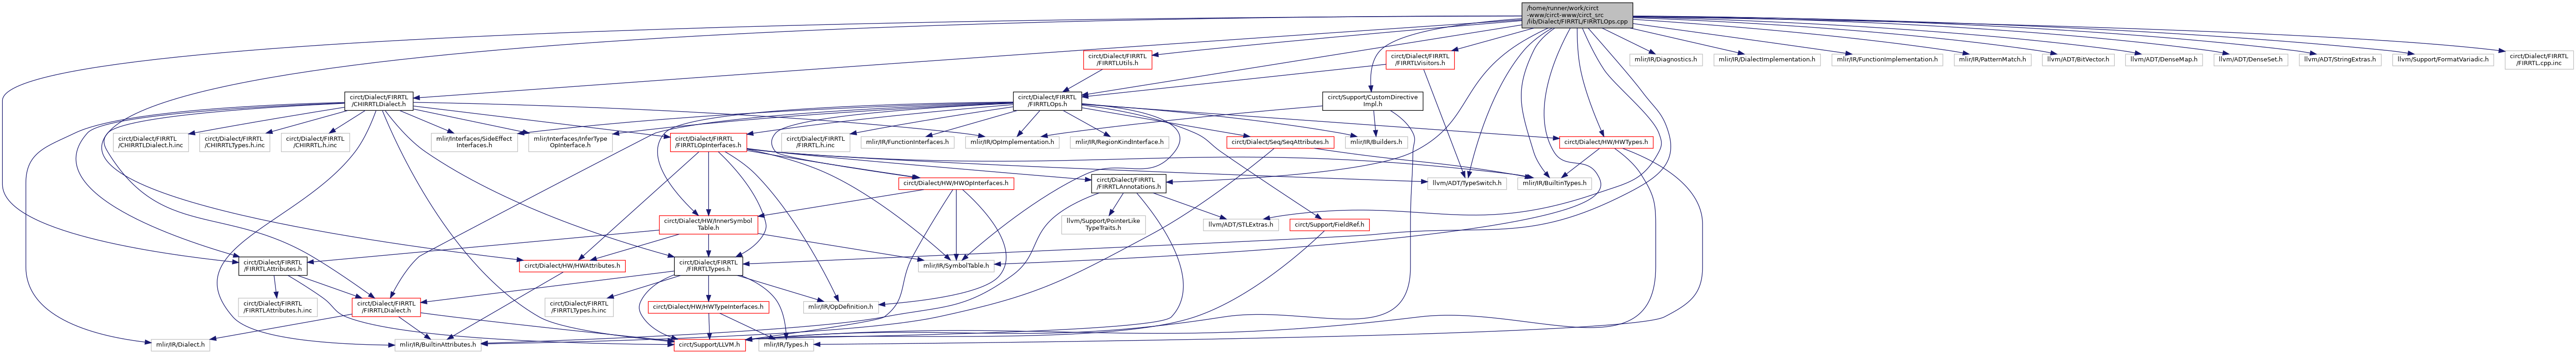 /home/runner/work/circt
-www/circt-www/circt_src
/lib/Dialect/FIRRTL/FIRRTLOps.cpp
circt/Dialect/FIRRTL
/FIRRTLUtils.h
circt/Dialect/FIRRTL
/FIRRTLVisitors.h
mlir/IR/Diagnostics.h
mlir/IR/DialectImplementation.h
mlir/IR/FunctionImplementation.h
mlir/IR/PatternMatch.h
llvm/ADT/BitVector.h
llvm/ADT/DenseMap.h
llvm/ADT/DenseSet.h
llvm/ADT/StringExtras.h
llvm/Support/FormatVariadic.h
circt/Dialect/FIRRTL
/FIRRTL.cpp.inc
circt/Dialect/FIRRTL
/CHIRRTLDialect.h
circt/Dialect/FIRRTL
/FIRRTLOps.h
circt/Support/CustomDirective
Impl.h
circt/Dialect/FIRRTL
/CHIRRTLDialect.h.inc
circt/Dialect/FIRRTL
/CHIRRTLTypes.h.inc
circt/Dialect/FIRRTL
/CHIRRTL.h.inc
mlir/Interfaces/SideEffect
Interfaces.h
mlir/Interfaces/InferType
OpInterface.h
circt/Dialect/FIRRTL
/FIRRTLOpInterfaces.h
circt/Dialect/FIRRTL
/FIRRTL.h.inc
mlir/IR/FunctionInterfaces.h
mlir/IR/OpImplementation.h
mlir/IR/RegionKindInterface.h
circt/Dialect/Seq/SeqAttributes.h
mlir/IR/Builders.h
circt/Dialect/HW/HWTypes.h
circt/Dialect/HW/HWOpInterfaces.h
circt/Dialect/FIRRTL
/FIRRTLAnnotations.h
llvm/ADT/TypeSwitch.h
mlir/IR/BuiltinTypes.h
circt/Dialect/HW/InnerSymbol
Table.h
llvm/Support/PointerLike
TypeTraits.h
llvm/ADT/STLExtras.h
circt/Support/FieldRef.h
circt/Dialect/FIRRTL
/FIRRTLAttributes.h
circt/Dialect/HW/HWAttributes.h
circt/Dialect/FIRRTL
/FIRRTLTypes.h
mlir/IR/SymbolTable.h
circt/Dialect/FIRRTL
/FIRRTLAttributes.h.inc
circt/Dialect/FIRRTL
/FIRRTLDialect.h
circt/Dialect/FIRRTL
/FIRRTLTypes.h.inc
circt/Dialect/HW/HWTypeInterfaces.h
mlir/IR/OpDefinition.h
mlir/IR/Dialect.h
mlir/IR/BuiltinAttributes.h
circt/Support/LLVM.h
mlir/IR/Types.h